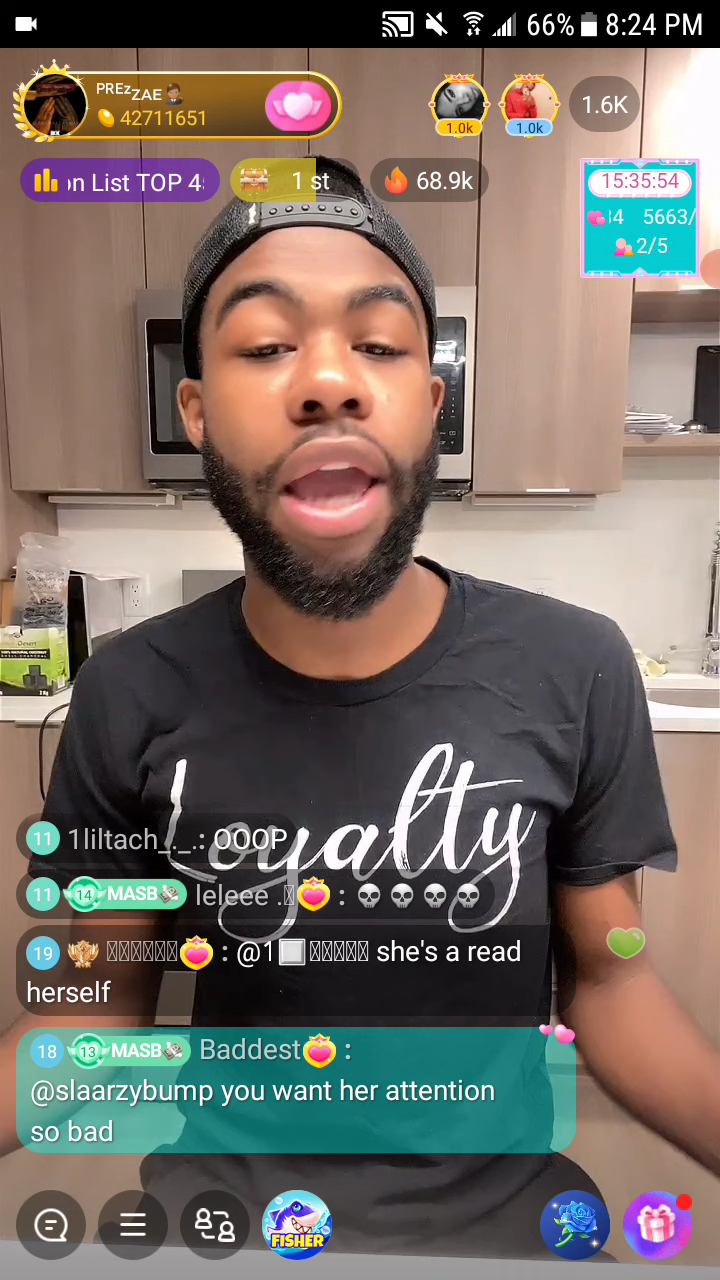 66% 8:24 PM
PREzZAE
42711651
1.0k
1.0k
1.6K
on List TOP 4
1 st
68.9k
15:35:54
34 5663/
2/5
Loyalty
11 1liltach_._.: OOOP
11 14 MASB leleee . :
19 : @1 she's a read
herself
18 13 MASB Baddest :
@slaarzybump you want her attention
so bad
FISHER